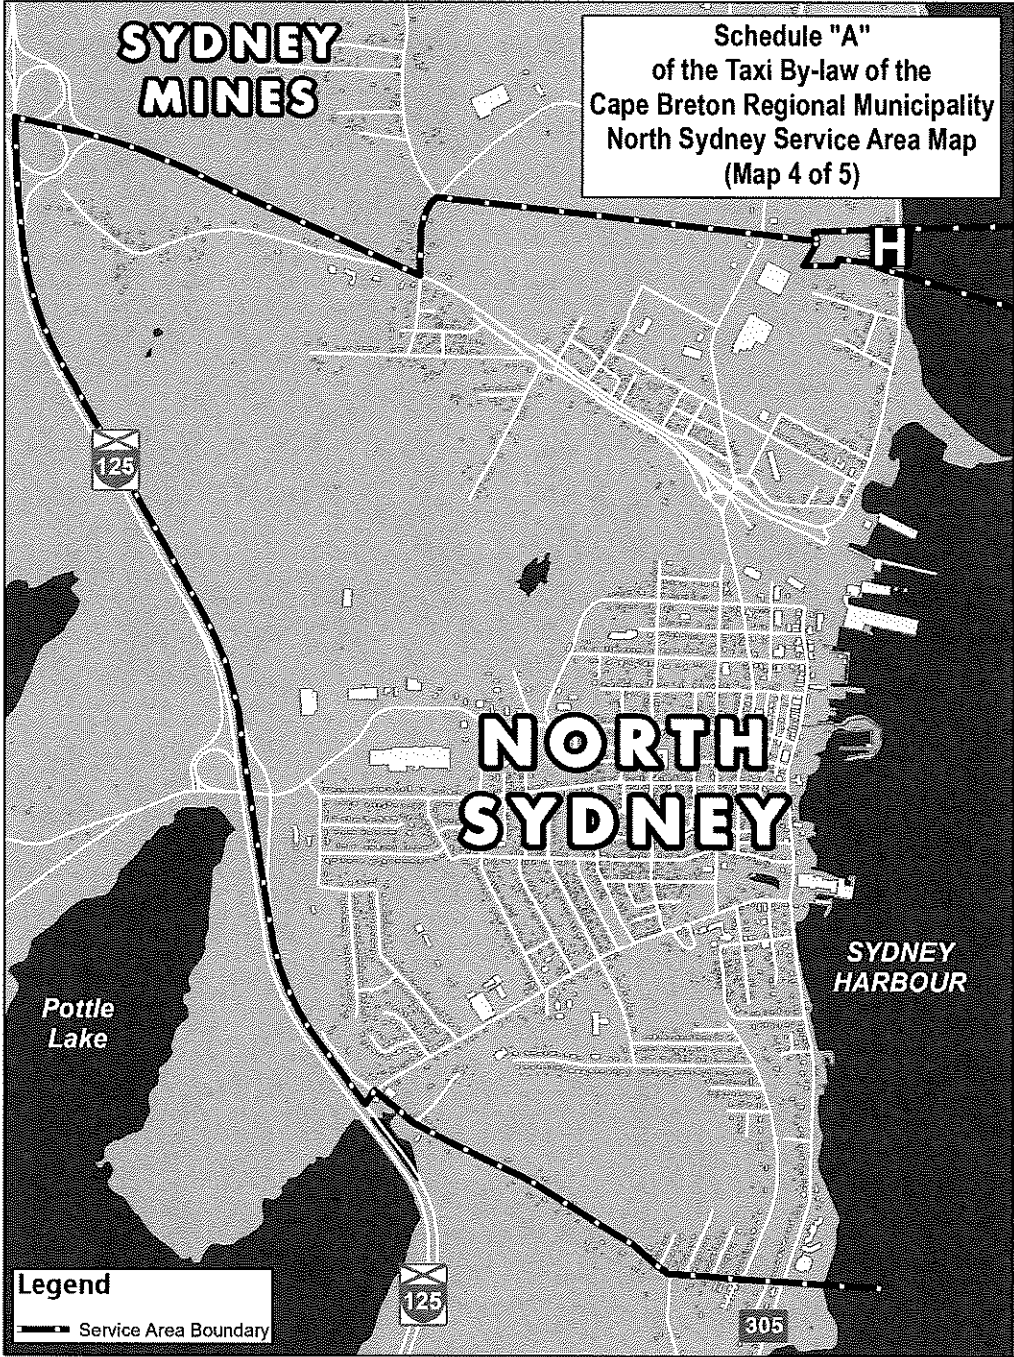 SYDNEY
MINES
Schedule "A"
of the Taxi By-law of the
Cape Breton Regional Municipality
North Sydney Service Area Map
(Map 4 of 5)
H
125
NORTH
SYDNEY
SYDNEY
HARBOUR
Pottle
Lake
Legend
Service Area Boundary
125
305